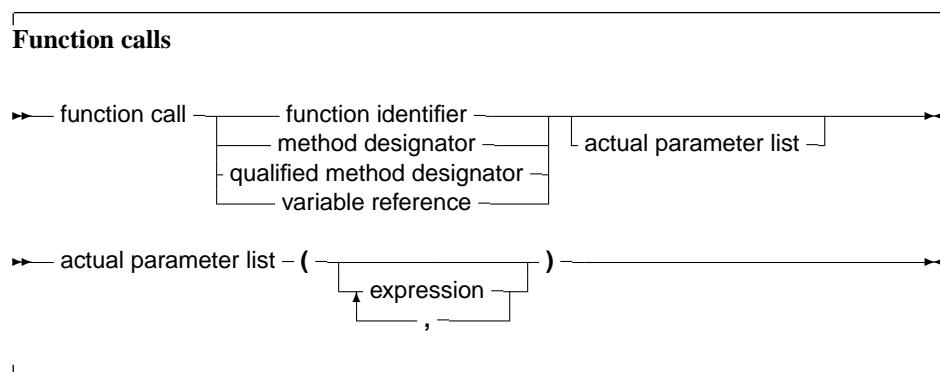 Function calls
function call function identifier
method designator actual parameter list
qualified method designator
variable reference
actual parameter list ( )
expression
,